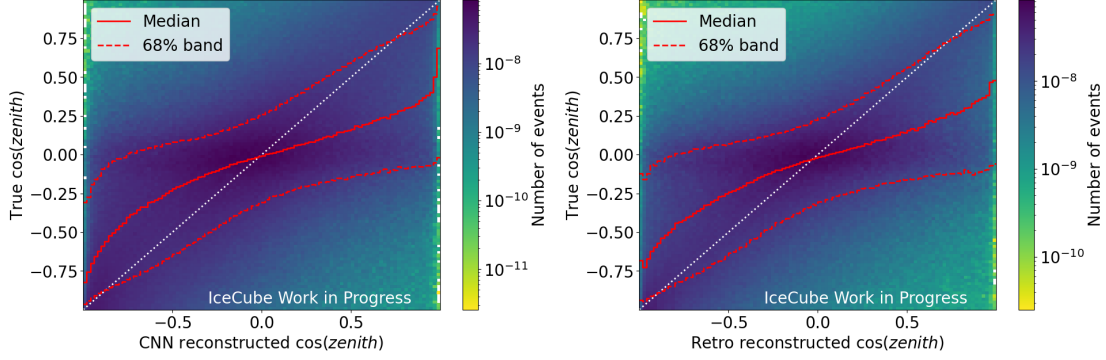 Median
68% band
0.75
0.50
0.25
0.00
−0.25
−0.50
−0.75
True cos(zenith)
IceCube Work in Progress
−0.5
0.0
0.5
CNN reconstructed cos(zenith)
10⁻⁸
10⁻⁹
10⁻¹⁰
10⁻¹¹
Number of events
Median
68% band
0.75
0.50
0.25
0.00
−0.25
−0.50
−0.75
True cos(zenith)
IceCube Work in Progress
−0.5
0.0
0.5
Retro reconstructed cos(zenith)
10⁻⁸
10⁻⁹
10⁻¹⁰
Number of events